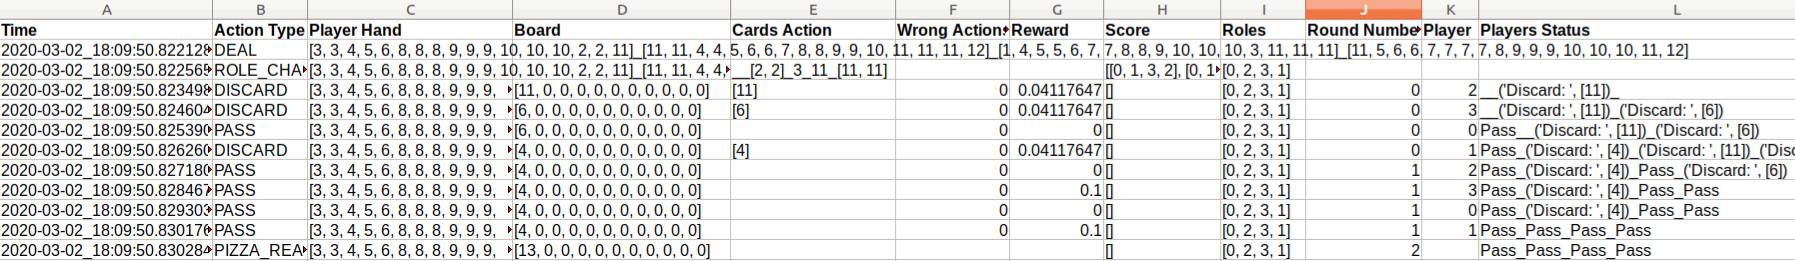 A B C D E F G H I J K L
Time Action Type Player Hand Board Cards Action Wrong Action Reward Score Roles Round Numbe Player Players Status
2020-03-02_18:09:50.822128 DEAL [3, 3, 4, 5, 6, 8, 8, 8, 9, 9, 9, 10, 10, 10, 2, 2, 11]_[11, 11, 4, 4, 5, 6, 6, 7, 8, 8, 9, 9, 10, 11, 11, 11, 12]_[1, 4, 5, 5, 6, 7, 7, 8, 8, 9, 10, 10, 10, 3, 11, 11, 11]_[11, 5, 6, 6, 7, 7, 7, 7, 8, 9, 9, 9, 10, 10, 10, 11, 12]
2020-03-02_18:09:50.822565 ROLE_CHA [3, 3, 4, 5, 6, 8, 8, 8, 9, 9, 9, 10, 10, 10, 2, 2, 11]_[11, 11, 4, 4, __[2, 2]_3_11_[11, 11] [[0, 1, 3, 2], [0, 1 [0, 2, 3, 1]
2020-03-02_18:09:50.823498 DISCARD [3, 3, 4, 5, 6, 8, 8, 8, 9, 9, 9, [11, 0, 0, 0, 0, 0, 0, 0, 0, 0, 0] [11] 0 0.04117647 [] [0, 2, 3, 1] 0 2 __('Discard: ', [11])_
2020-03-02_18:09:50.82460 DISCARD [3, 3, 4, 5, 6, 8, 8, 8, 9, 9, 9, [6, 0, 0, 0, 0, 0, 0, 0, 0, 0, 0] [6] 0 0.04117647 [] [0, 2, 3, 1] 0 3 __('Discard: ', [11])_('Discard: ', [6])
2020-03-02_18:09:50.825390 PASS [3, 3, 4, 5, 6, 8, 8, 8, 9, 9, 9, [6, 0, 0, 0, 0, 0, 0, 0, 0, 0, 0] 0 0 [] [0, 2, 3, 1] 0 0 Pass__('Discard: ', [11])_('Discard: ', [6])
2020-03-02_18:09:50.826260 DISCARD [3, 3, 4, 5, 6, 8, 8, 8, 9, 9, 9, [4, 0, 0, 0, 0, 0, 0, 0, 0, 0, 0] [4] 0 0.04117647 [] [0, 2, 3, 1] 0 1 Pass_('Discard: ', [4])_('Discard: ', [11])_('Disc
2020-03-02_18:09:50.827180 PASS [3, 3, 4, 5, 6, 8, 8, 8, 9, 9, 9, [4, 0, 0, 0, 0, 0, 0, 0, 0, 0, 0] 0 0 [] [0, 2, 3, 1] 1 2 Pass_('Discard: ', [4])_Pass_('Discard: ', [6])
2020-03-02_18:09:50.828467 PASS [3, 3, 4, 5, 6, 8, 8, 8, 9, 9, 9, [4, 0, 0, 0, 0, 0, 0, 0, 0, 0, 0] 0 0.1 [] [0, 2, 3, 1] 1 3 Pass_('Discard: ', [4])_Pass_Pass
2020-03-02_18:09:50.829303 PASS [3, 3, 4, 5, 6, 8, 8, 8, 9, 9, 9, [4, 0, 0, 0, 0, 0, 0, 0, 0, 0, 0] 0 0 [] [0, 2, 3, 1] 1 0 Pass_('Discard: ', [4])_Pass_Pass
2020-03-02_18:09:50.830176 PASS [3, 3, 4, 5, 6, 8, 8, 8, 9, 9, 9, [4, 0, 0, 0, 0, 0, 0, 0, 0, 0, 0] 0 0.1 [] [0, 2, 3, 1] 1 1 Pass_Pass_Pass_Pass
2020-03-02_18:09:50.830284 PIZZA_REA [3, 3, 4, 5, 6, 8, 8, 8, 9, 9, 9, [13, 0, 0, 0, 0, 0, 0, 0, 0, 0, 0] [] [0, 2, 3, 1] 2 Pass_Pass_Pass_Pass